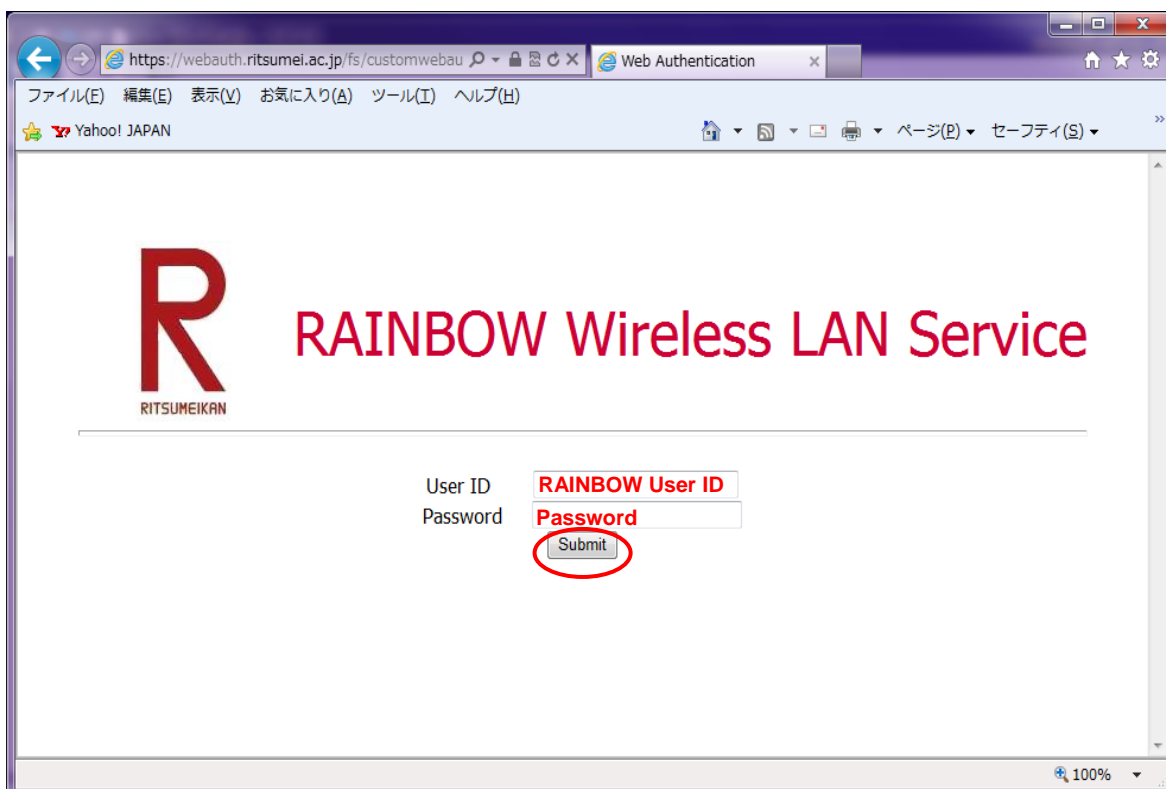 https://webauth.ritsumei.ac.jp/fs/customwebau
Web Authentication
ファイル(F) 編集(E) 表示(V) お気に入り(A) ツール(T) ヘルプ(H)
Yahoo! JAPAN ページ(P) セーフティ(S) »
R
RITSUMEIKAN
RAINBOW Wireless LAN Service
User ID RAINBOW User ID
Password Password
Submit
100%